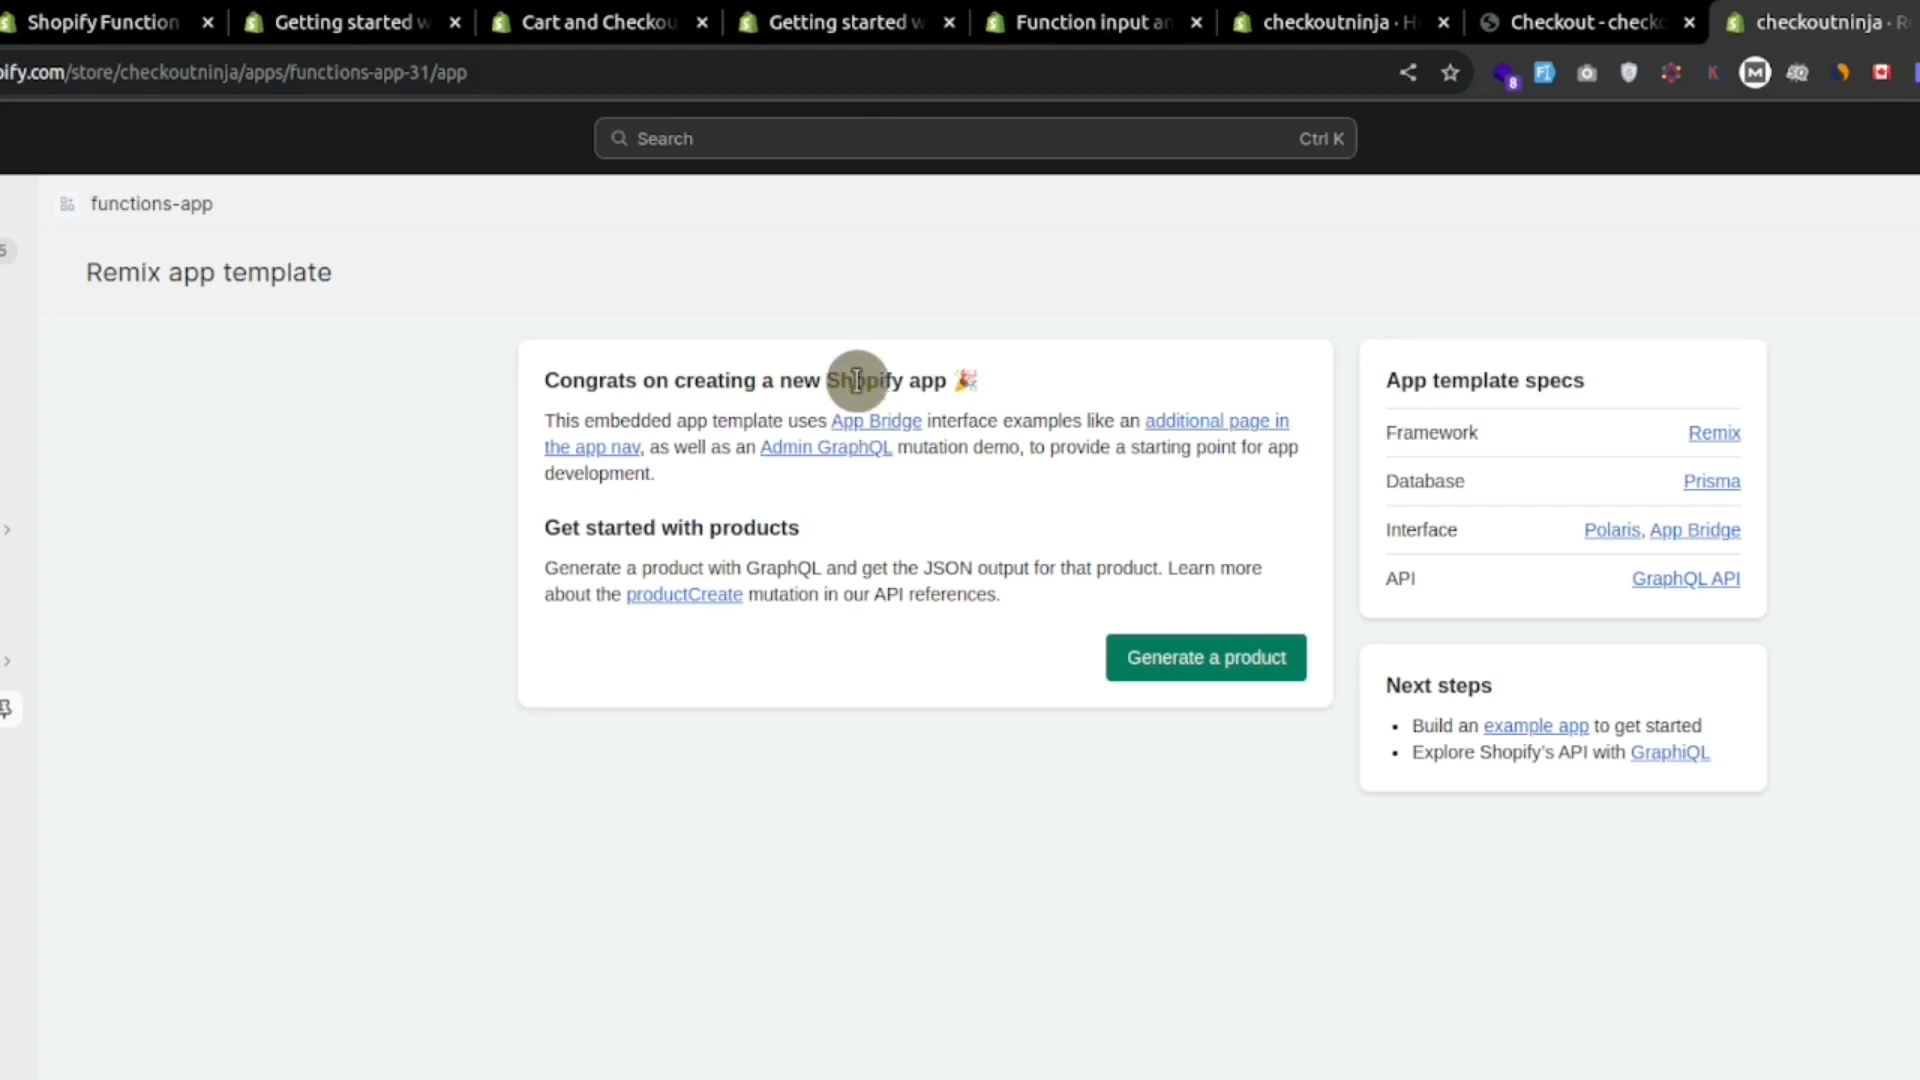 Shopify Function
Getting started w
Cart and Checkou
Getting started w
Function input an
checkoutninja · H
Checkout - check
checkoutninja · R
ify.com/store/checkoutninja/apps/functions-app-31/app
8
FI
K
M
Search
Ctrl K
functions-app
5
Remix app template
Congrats on creating a new Shopify app 🎉
This embedded app template uses App Bridge interface examples like an additional page in
the app nav, as well as an Admin GraphQL mutation demo, to provide a starting point for app
development.
Get started with products
Generate a product with GraphQL and get the JSON output for that product. Learn more
about the productCreate mutation in our API references.
Generate a product
App template specs
Framework Remix
Database Prisma
Interface Polaris, App Bridge
API GraphQL API
Next steps
• Build an example app to get started
• Explore Shopify's API with GraphiQL